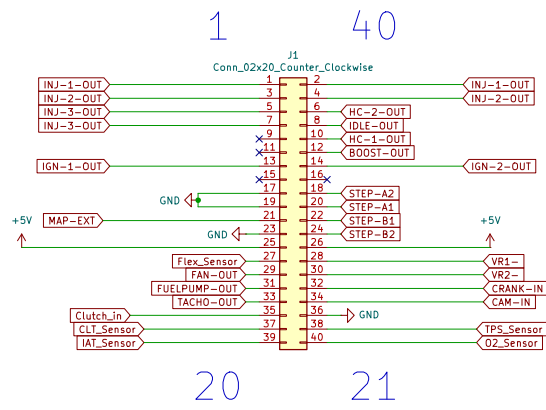 1 40
J1
Conn_02x20_Counter_Clockwise
INJ-1-OUT 1 2 INJ-1-OUT
INJ-2-OUT 3 4 INJ-2-OUT
INJ-3-OUT 5 6 HC-2-OUT
INJ-3-OUT 7 8 IDLE-OUT
9 10 HC-1-OUT
11 12 BOOST-OUT
IGN-1-OUT 13 14 IGN-2-OUT
15 16
17 18 STEP-A2
GND 19 20 STEP-A1
MAP-EXT 21 22 STEP-B1
+5V GND 23 24 STEP-B2 +5V
25 26
Flex_Sensor 27 28 VR1-
FAN-OUT 29 30 VR2-
FUELPUMP-OUT 31 32 CRANK-IN
TACHO-OUT 33 34 CAM-IN
Clutch_in 35 36 GND
CLT_Sensor 37 38 TPS_Sensor
IAT_Sensor 39 40 O2_Sensor
20 21